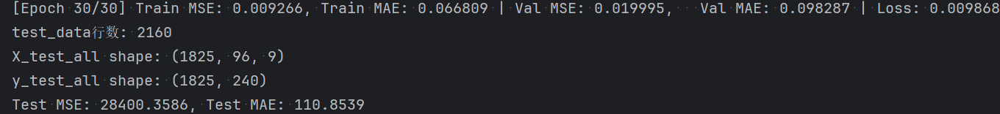 [Epoch 30/30] Train MSE: 0.009266, Train MAE: 0.066809 | Val MSE: 0.019995,   Val MAE: 0.098287 | Loss: 0.009868
test_data行数: 2160
X_test_all shape: (1825, 96, 9)
y_test_all shape: (1825, 240)
Test MSE: 28400.3586, Test MAE: 110.8539